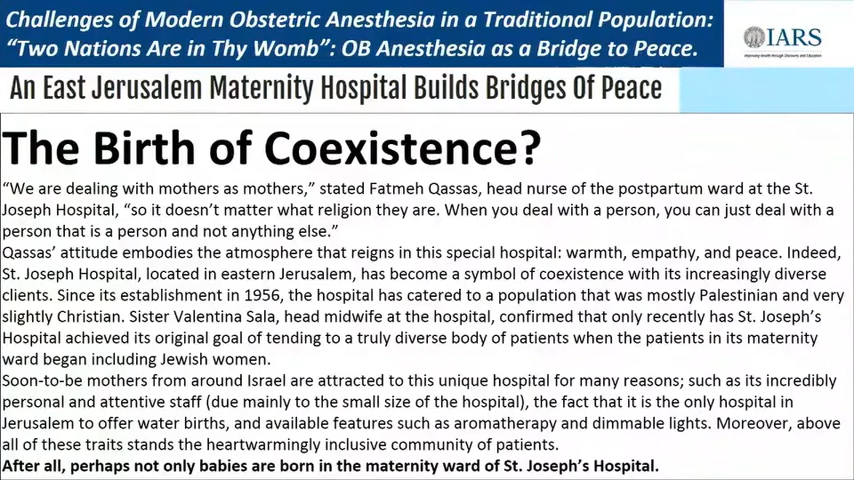 Challenges of Modern Obstetric Anesthesia in a Traditional Population:
“Two Nations Are in Thy Womb”: OB Anesthesia as a Bridge to Peace.
IARS
Improving Health through Discovery and Education
An East Jerusalem Maternity Hospital Builds Bridges Of Peace
The Birth of Coexistence?
“We are dealing with mothers as mothers,” stated Fatmeh Qassas, head nurse of the postpartum ward at the St.
Joseph Hospital, “so it doesn’t matter what religion they are. When you deal with a person, you can just deal with a
person that is a person and not anything else.”
Qassas’ attitude embodies the atmosphere that reigns in this special hospital: warmth, empathy, and peace. Indeed,
St. Joseph Hospital, located in eastern Jerusalem, has become a symbol of coexistence with its increasingly diverse
clients. Since its establishment in 1956, the hospital has catered to a population that was mostly Palestinian and very
slightly Christian. Sister Valentina Sala, head midwife at the hospital, confirmed that only recently has St. Joseph’s
Hospital achieved its original goal of tending to a truly diverse body of patients when the patients in its maternity
ward began including Jewish women.
Soon-to-be mothers from around Israel are attracted to this unique hospital for many reasons; such as its incredibly
personal and attentive staff (due mainly to the small size of the hospital), the fact that it is the only hospital in
Jerusalem to offer water births, and available features such as aromatherapy and dimmable lights. Moreover, above
all of these traits stands the heartwarmingly inclusive community of patients.
After all, perhaps not only babies are born in the maternity ward of St. Joseph’s Hospital.